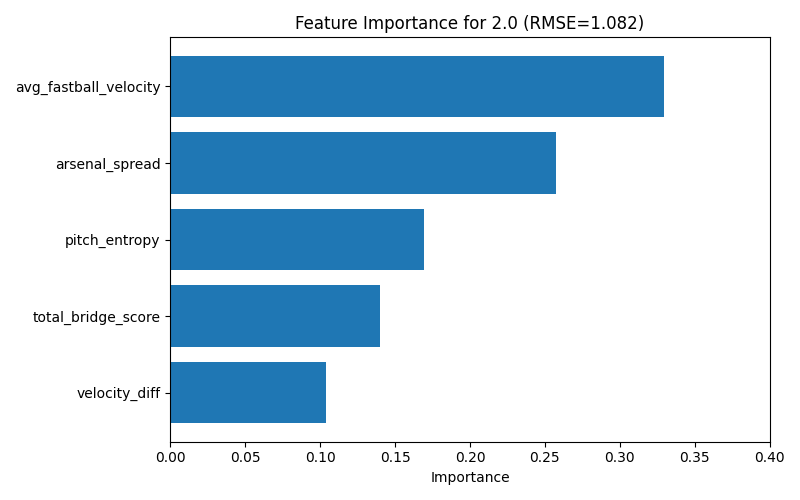 Feature Importance for 2.0 (RMSE=1.082)
avg_fastball_velocity
arsenal_spread
pitch_entropy
total_bridge_score
velocity_diff
0.00 0.05 0.10 0.15 0.20 0.25 0.30 0.35 0.40
Importance